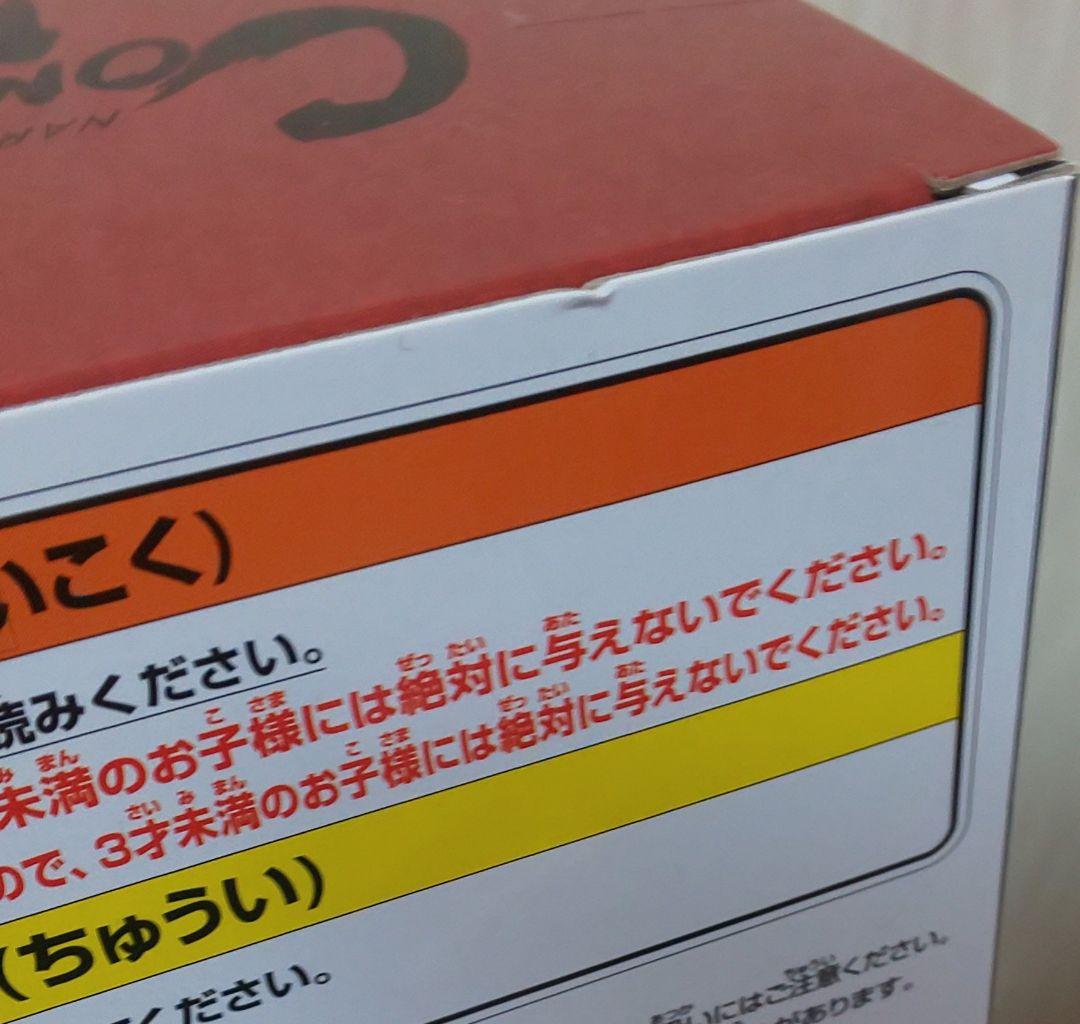 いこく)
読みください。
未満のお子様には絶対に与えないでください。
ので、3才未満のお子様には絶対に与えないでください。
(ちゅうい)
ください。
いにはご注意ください。
があります。